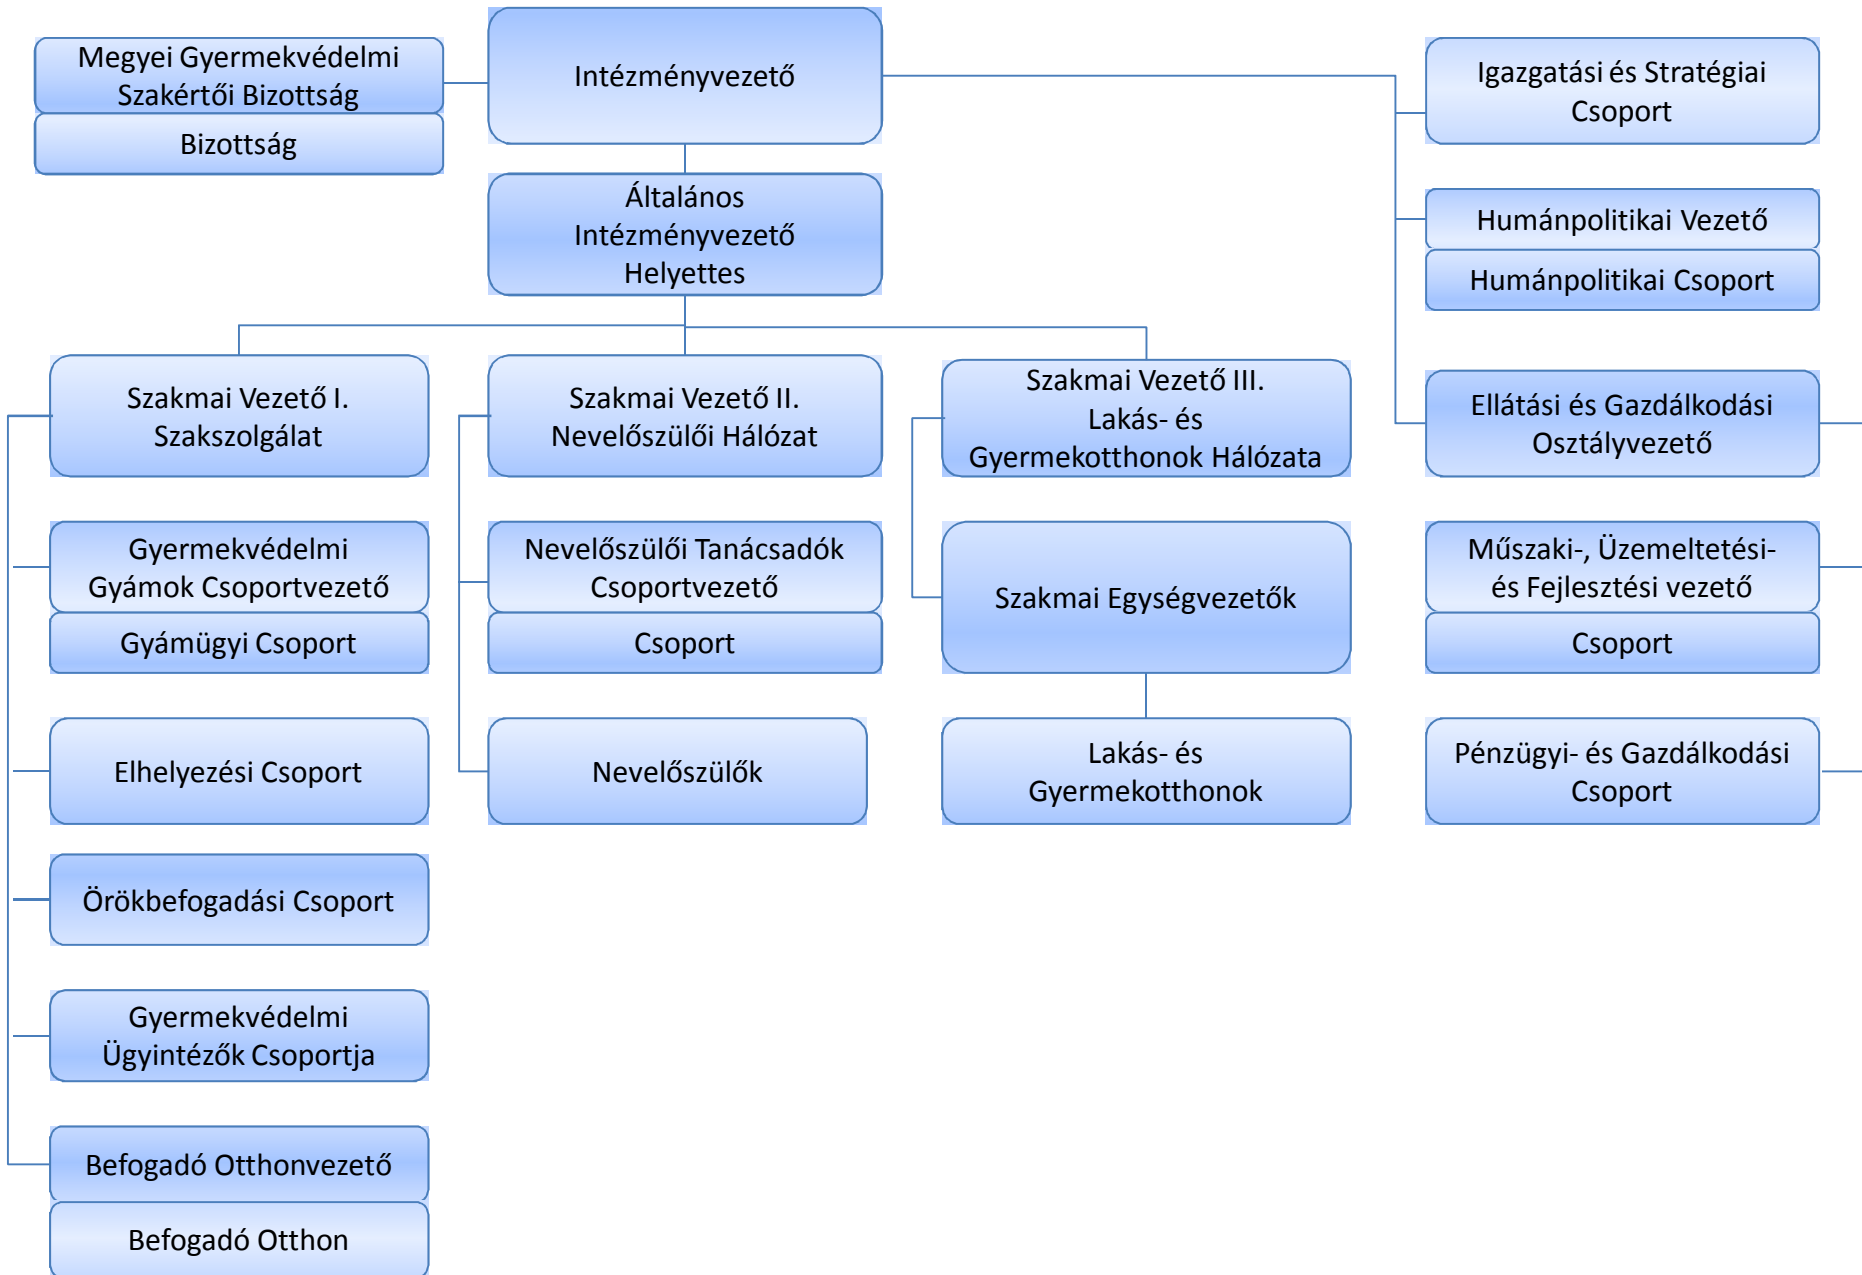 Megyei Gyermekvédelmi
Szakértői Bizottság
Bizottság
Intézményvezető
Igazgatási és Stratégiai
Csoport
Általános
Intézményvezető
Helyettes
Humánpolitikai Vezető
Humánpolitikai Csoport
Szakmai Vezető I.
Szakszolgálat
Szakmai Vezető II.
Nevelőszülői Hálózat
Szakmai Vezető III.
Lakás- és
Gyermekotthonok Hálózata
Ellátási és Gazdálkodási
Osztályvezető
Gyermekvédelmi
Gyámok Csoportvezető
Gyámügyi Csoport
Nevelőszülői Tanácsadók
Csoportvezető
Csoport
Szakmai Egységvezetők
Műszaki-, Üzemeltetési-
és Fejlesztési vezető
Csoport
Elhelyezési Csoport
Nevelőszülők
Lakás- és
Gyermekotthonok
Pénzügyi- és Gazdálkodási
Csoport
Örökbefogadási Csoport
Gyermekvédelmi
Ügyintézők Csoportja
Befogadó Otthonvezető
Befogadó Otthon